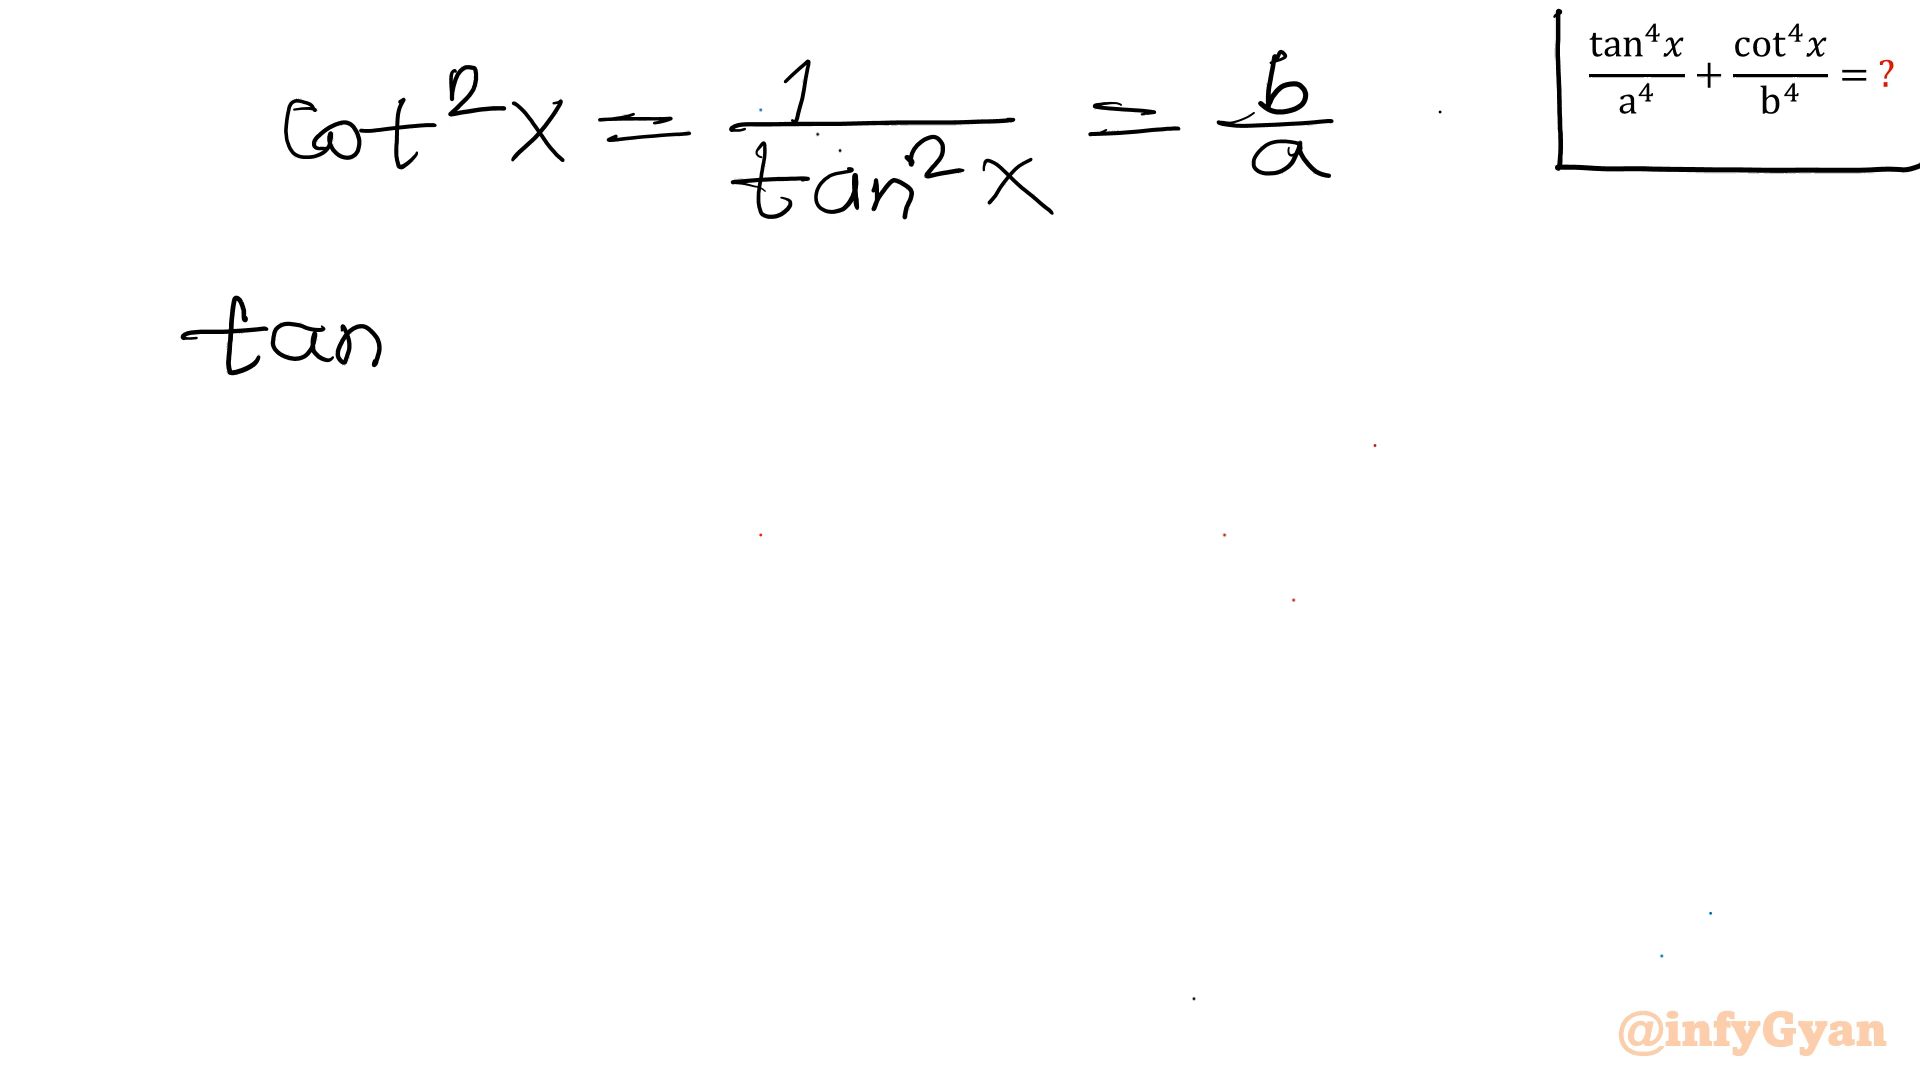 cot²x = 1/tan²x = b/a
tan⁴x/a⁴ + cot⁴x/b⁴ = ?
tan
@infyGyan